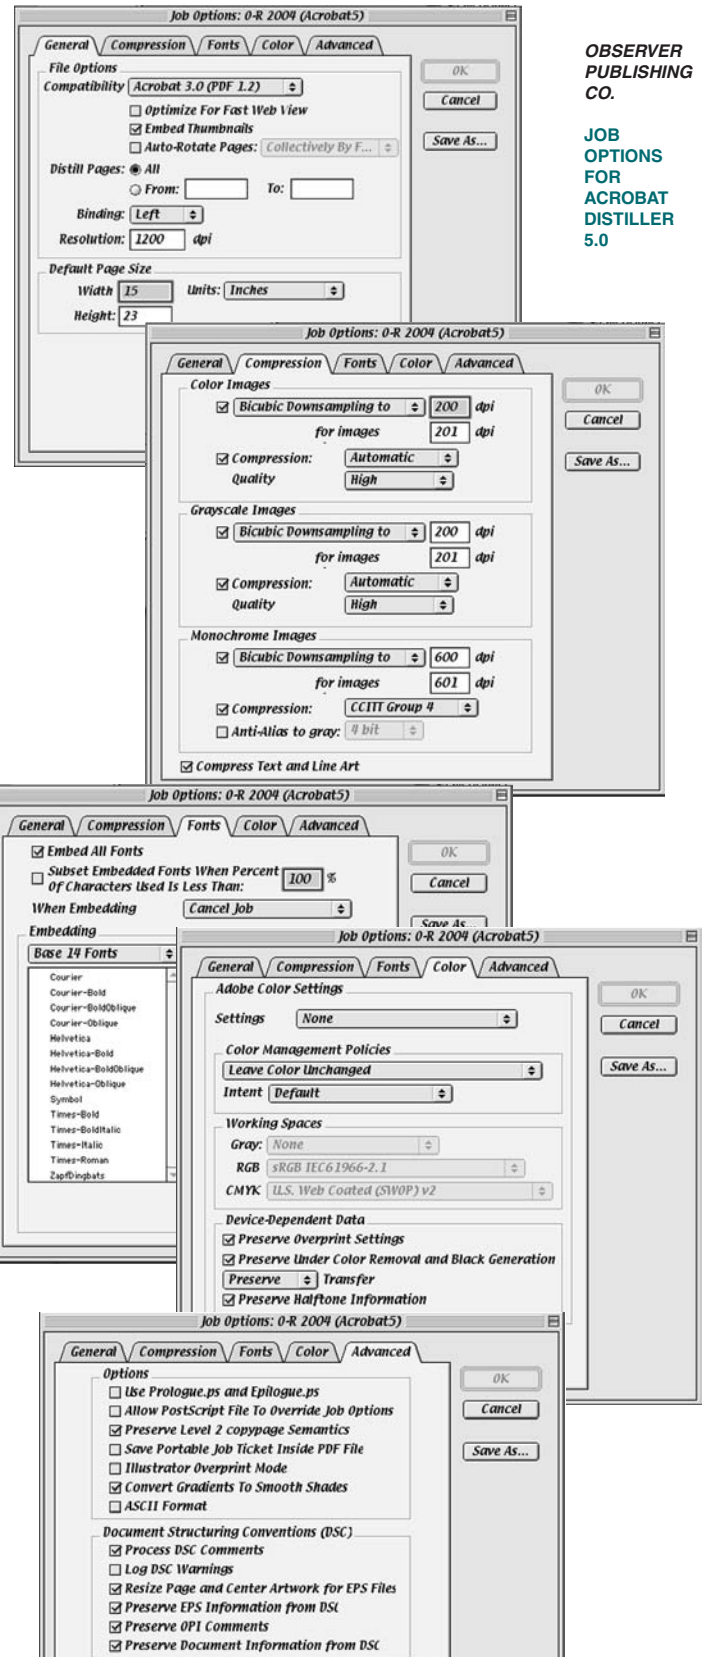 Job Options: 0-R 2004 (Acrobat5)
General Compression Fonts Color Advanced
File Options
Compatibility Acrobat 3.0 (PDF 1.2)
Optimize For Fast Web View
Embed Thumbnails
Auto-Rotate Pages: Collectively By F...
Distill Pages: All
From: To:
Binding: Left
Resolution: 1200 dpi
Default Page Size
Width 15 Units: Inches
Height: 23
OK
Cancel
Save As...
OBSERVER
PUBLISHING
CO.
JOB
OPTIONS
FOR
ACROBAT
DISTILLER
5.0
Job Options: 0-R 2004 (Acrobat5)
General Compression Fonts Color Advanced
Color Images
Bicubic Downsampling to 200 dpi
for images 201 dpi
Compression: Automatic
Quality High
Grayscale Images
Bicubic Downsampling to 200 dpi
for images 201 dpi
Compression: Automatic
Quality High
Monochrome Images
Bicubic Downsampling to 600 dpi
for images 601 dpi
Compression: CCITT Group 4
Anti-Alias to gray: 4 bit
Compress Text and Line Art
OK
Cancel
Save As...
Job Options: 0-R 2004 (Acrobat5)
General Compression Fonts Color Advanced
Embed All Fonts
Subset Embedded Fonts When Percent
Of Characters Used Is Less Than: 100 %
When Embedding Cancel Job
Embedding
Base 14 Fonts
Courier
Courier-Bold
Courier-BoldOblique
Courier-Oblique
Helvetica
Helvetica-Bold
Helvetica-BoldOblique
Helvetica-Oblique
Symbol
Times-Bold
Times-BoldItalic
Times-Italic
Times-Roman
ZapfDingbats
OK
Cancel
Save As...
Job Options: 0-R 2004 (Acrobat5)
General Compression Fonts Color Advanced
Adobe Color Settings
Settings None
Color Management Policies
Leave Color Unchanged
Intent Default
Working Spaces
Gray: None
RGB sRGB IEC61966-2.1
CMYK U.S. Web Coated (SWOP) v2
Device-Dependent Data
Preserve Overprint Settings
Preserve Under Color Removal and Black Generation
Preserve Transfer
Preserve Halftone Information
OK
Cancel
Save As...
Job Options: 0-R 2004 (Acrobat5)
General Compression Fonts Color Advanced
Options
Use Prologue.ps and Epilogue.ps
Allow PostScript File To Override Job Options
Preserve Level 2 copypage Semantics
Save Portable Job Ticket Inside PDF File
Illustrator Overprint Mode
Convert Gradients To Smooth Shades
ASCII Format
Document Structuring Conventions (DSC)
Process DSC Comments
Log DSC Warnings
Resize Page and Center Artwork for EPS Files
Preserve EPS Information from DSC
Preserve OPI Comments
Preserve Document Information from DSC
OK
Cancel
Save As...